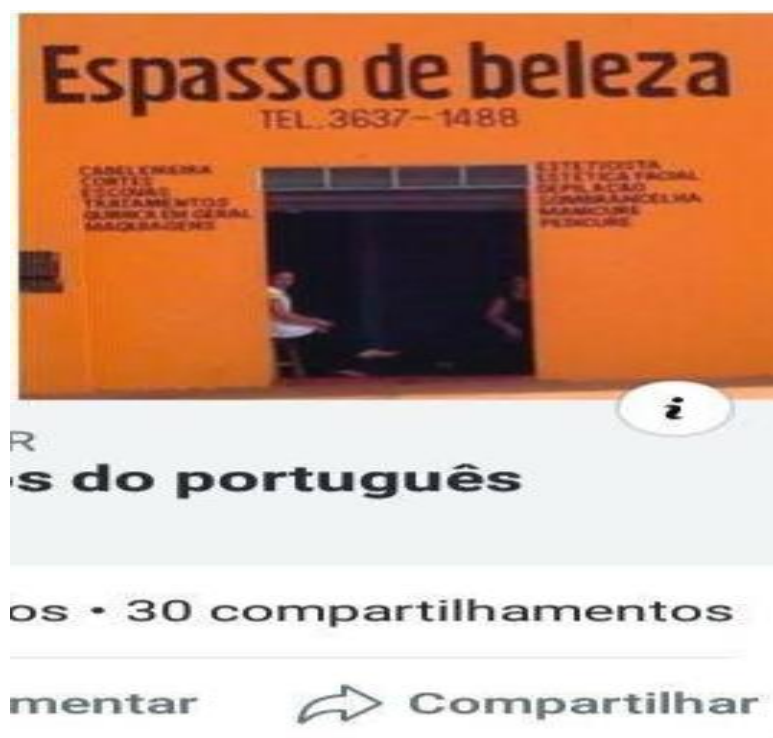 Espasso de beleza
TEL. 3637-1488
CABELEREIRA
CORTES
ESCOVAS
TRATAMENTOS
QUIMICA EM GERAL
MAQUIAGENS
ESTETICISTA
ESTETICA FACIAL
DEPILACAO
SOMBRANCELHA
MANICURE
PEDICURE
i
R
s do português
os • 30 compartilhamentos
mentar
Compartilhar